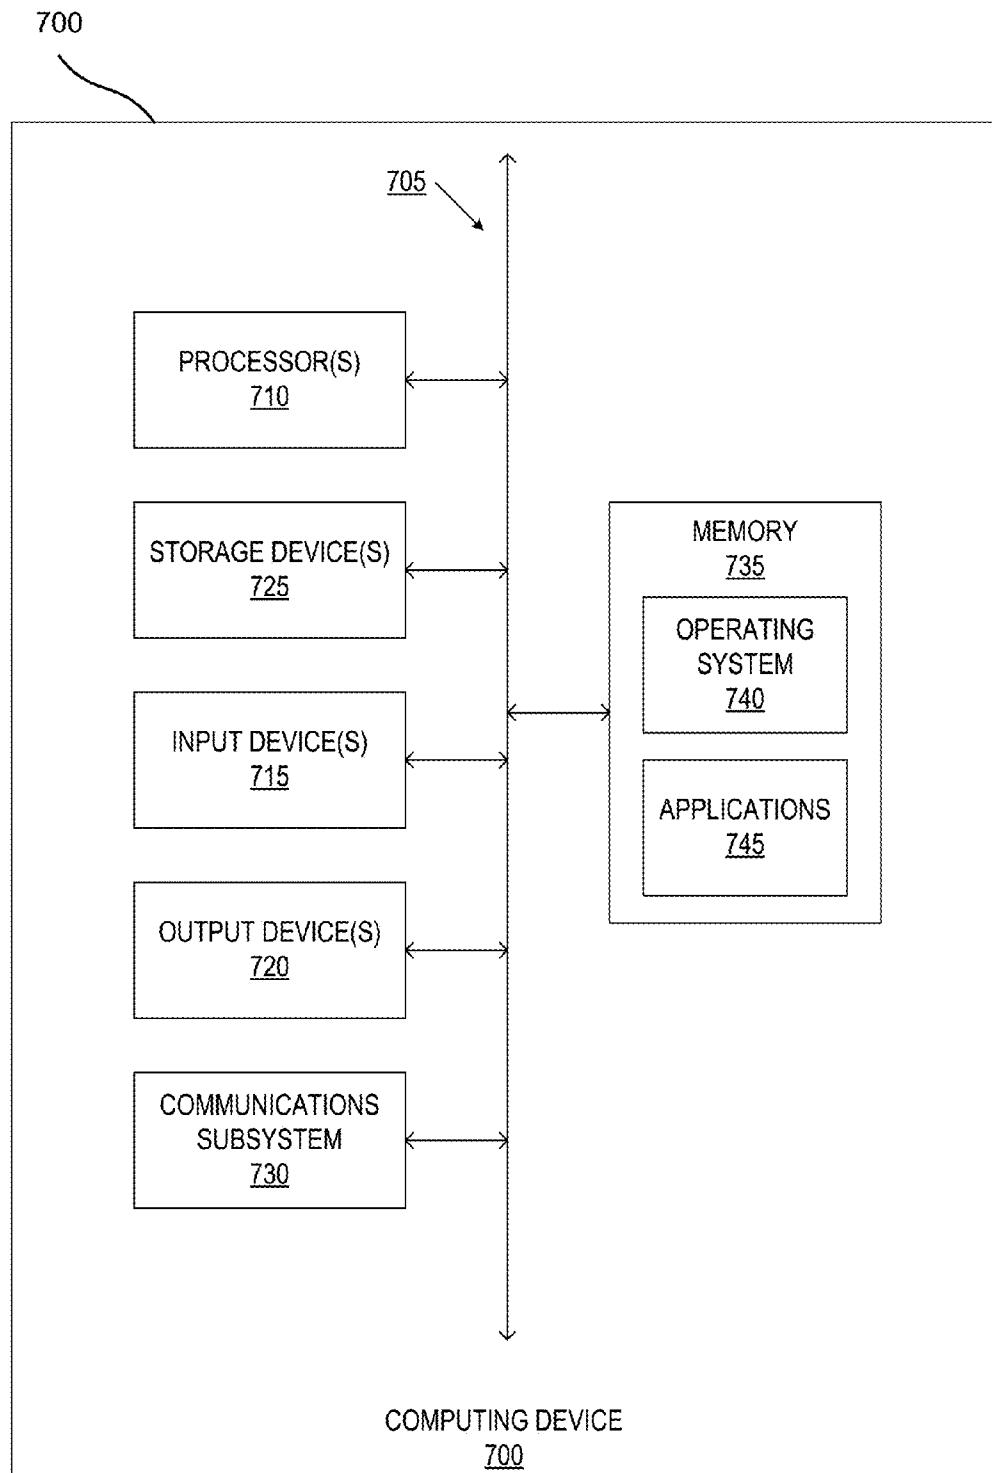 700
705
PROCESSOR(S)
710
STORAGE DEVICE(S)
725
INPUT DEVICE(S)
715
OUTPUT DEVICE(S)
720
COMMUNICATIONS
SUBSYSTEM
730
MEMORY
735
OPERATING
SYSTEM
740
APPLICATIONS
745
COMPUTING DEVICE
700